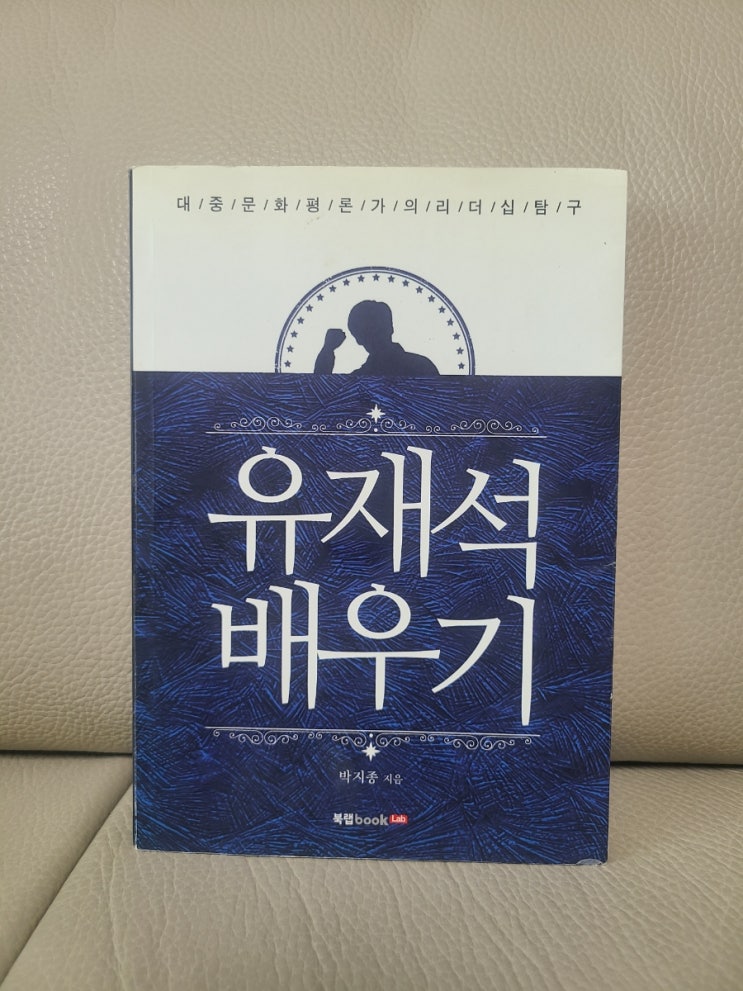 대/중/문/화/평/론/가/의/리/더/십/탐/구
유재석
배우기
박지종 지음
북랩book Lab